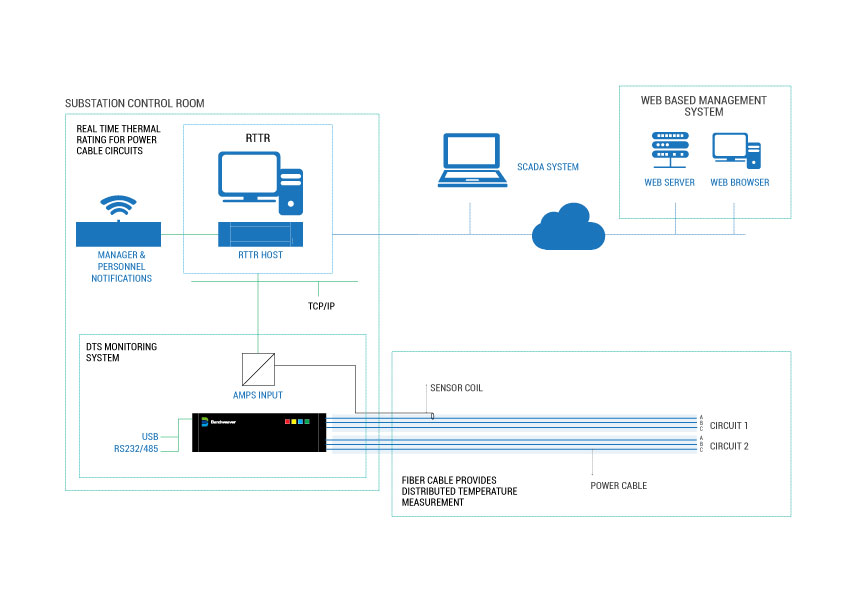 SUBSTATION CONTROL ROOM
REAL TIME THERMAL
RATING FOR POWER
CABLE CIRCUITS
RTTR
RTTR HOST
MANAGER &
PERSONNEL
NOTIFICATIONS
TCP/IP
SCADA SYSTEM
WEB BASED MANAGEMENT
SYSTEM
WEB SERVER
WEB BROWSER
DTS MONITORING
SYSTEM
AMPS INPUT
Bandweaver
USB
RS232/485
SENSOR COIL
A
B
C
CIRCUIT 1
A
B
C
CIRCUIT 2
POWER CABLE
FIBER CABLE PROVIDES
DISTRIBUTED TEMPERATURE
MEASUREMENT